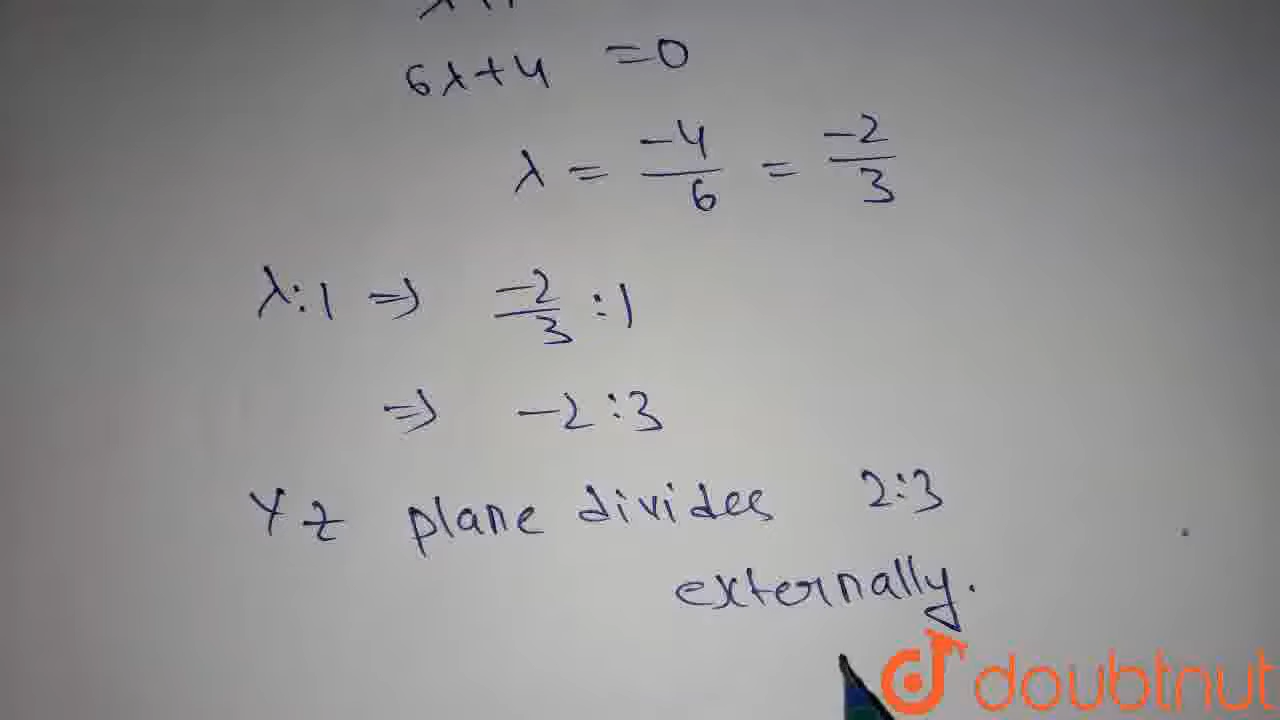 6λ+4 =0
λ = -4/6 = -2/3
λ:1 ⇒ -2/3 :1
⇒ -2:3
YZ plane divides 2:3
externally.
doubtnut